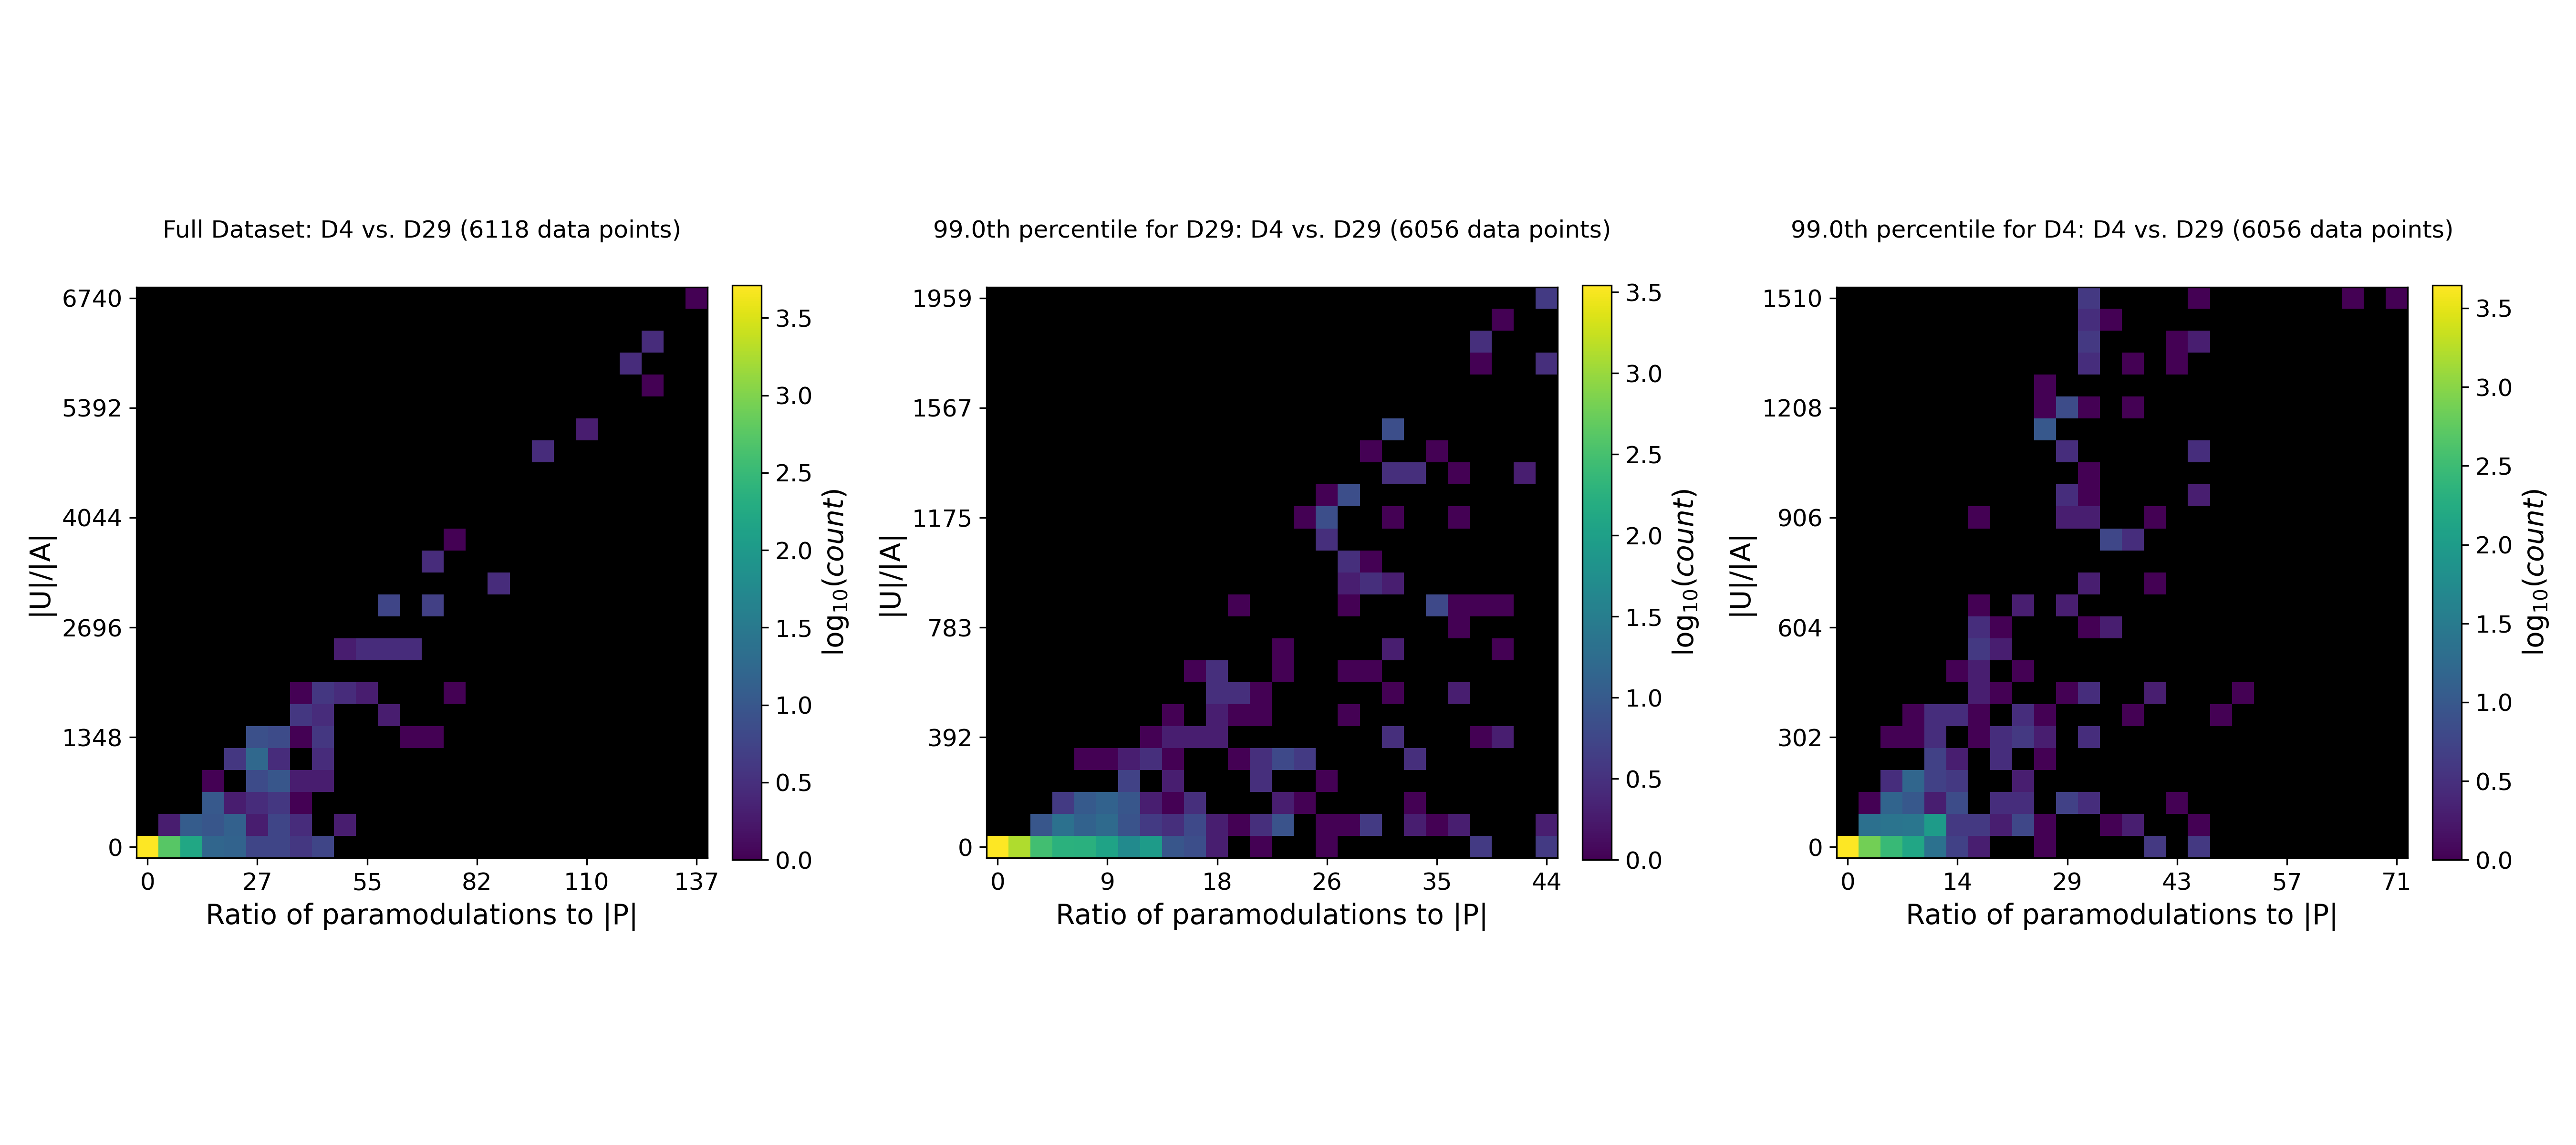 Full Dataset: D4 vs. D29 (6118 data points)
6740
5392
4044
2696
1348
0
|U|/|A|
0 27 55 82 110 137
Ratio of paramodulations to |P|
3.5
3.0
2.5
2.0
1.5
1.0
0.5
0.0
log10(count)
99.0th percentile for D29: D4 vs. D29 (6056 data points)
1959
1567
1175
783
392
0
|U|/|A|
0 9 18 26 35 44
Ratio of paramodulations to |P|
3.5
3.0
2.5
2.0
1.5
1.0
0.5
0.0
log10(count)
99.0th percentile for D4: D4 vs. D29 (6056 data points)
1510
1208
906
604
302
0
|U|/|A|
0 14 29 43 57 71
Ratio of paramodulations to |P|
3.5
3.0
2.5
2.0
1.5
1.0
0.5
0.0
log10(count)